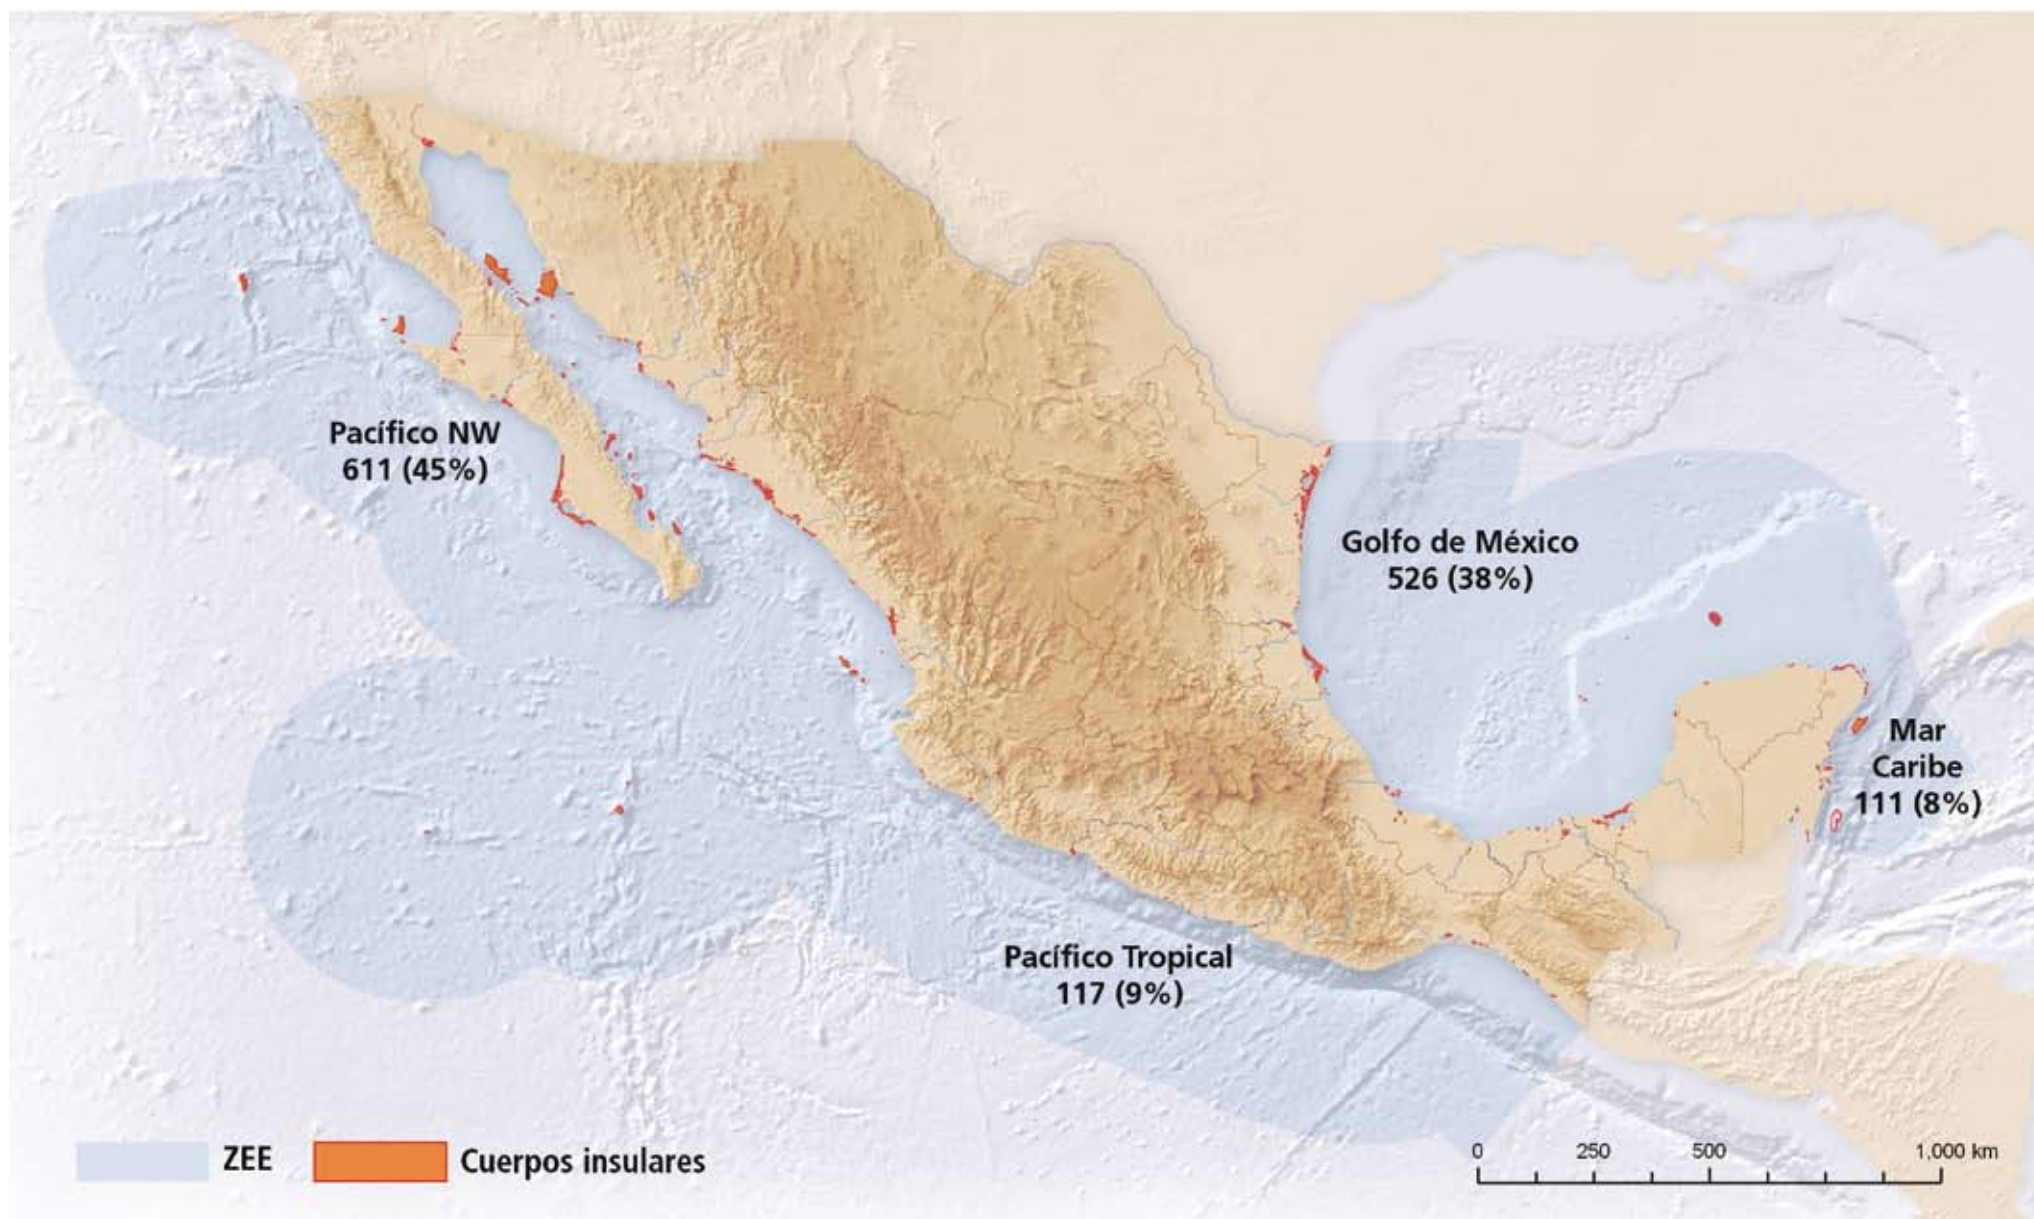 Pacífico NW
611 (45%)
Golfo de México
526 (38%)
Mar
Caribe
111 (8%)
Pacífico Tropical
117 (9%)
ZEE
Cuerpos insulares
0 250 500 1,000 km